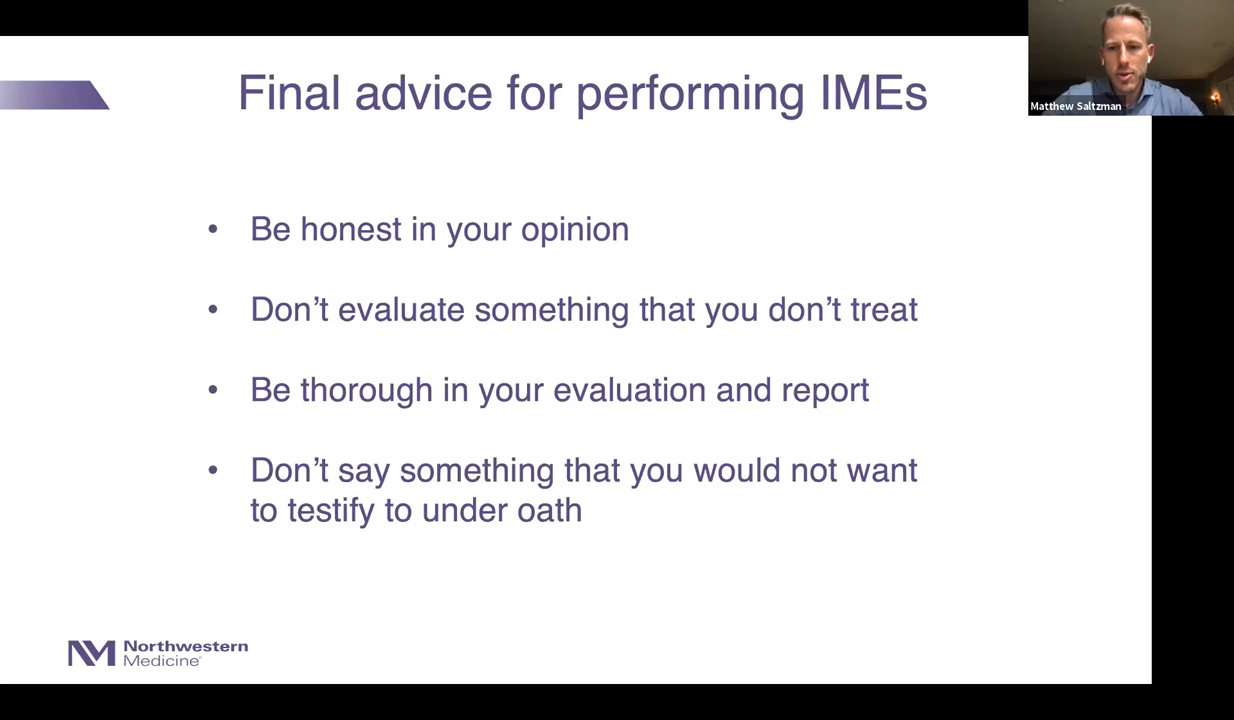 Final advice for performing IMEs
Matthew Saltzman
• Be honest in your opinion
• Don’t evaluate something that you don’t treat
• Be thorough in your evaluation and report
• Don’t say something that you would not want
to testify to under oath
NM Northwestern
Medicine®